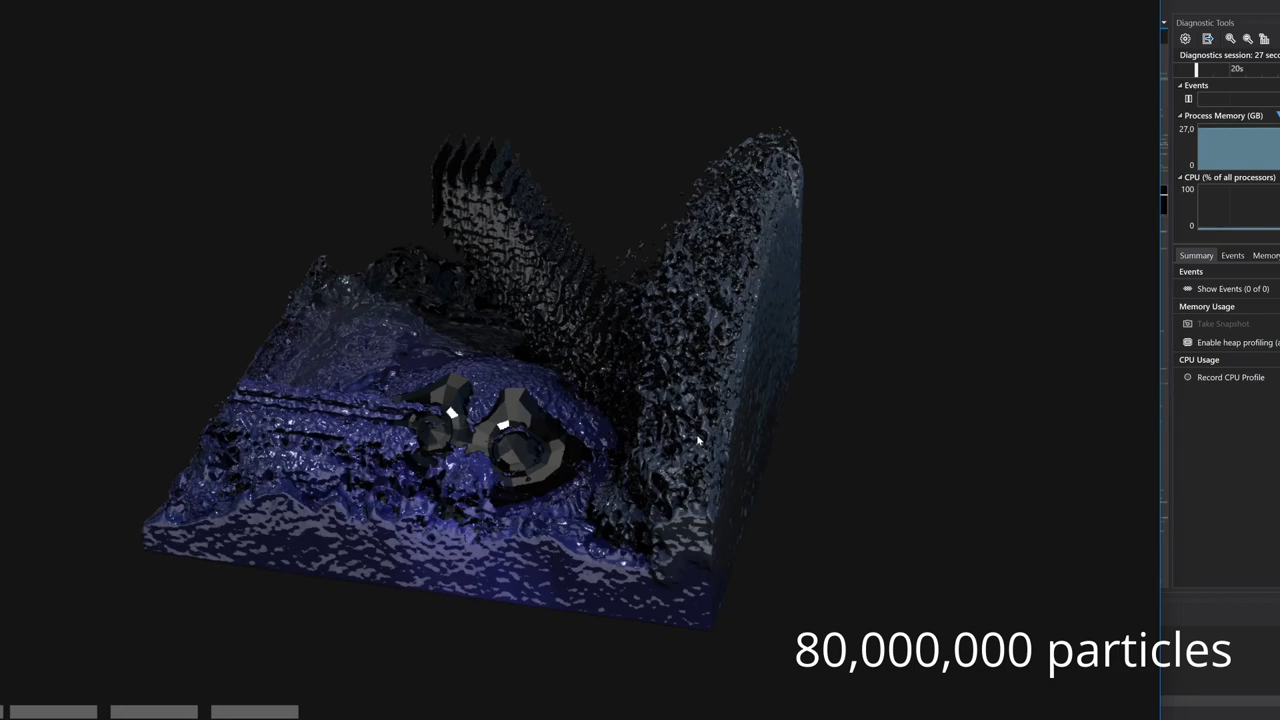 Diagnostic Tools
Diagnostics session: 27 sec
20s
Events
Process Memory (GB)
27,0
0
CPU (% of all processors)
100
0
Summary Events Memor
Events
Show Events (0 of 0)
Memory Usage
Take Snapshot
Enable heap profiling (a
CPU Usage
Record CPU Profile
80,000,000 particles